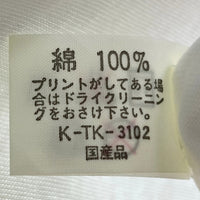 綿 100%
プリントがしてある場
合はドライクリーニン
グをおさけ下さい。
K-TK-3102
国産品